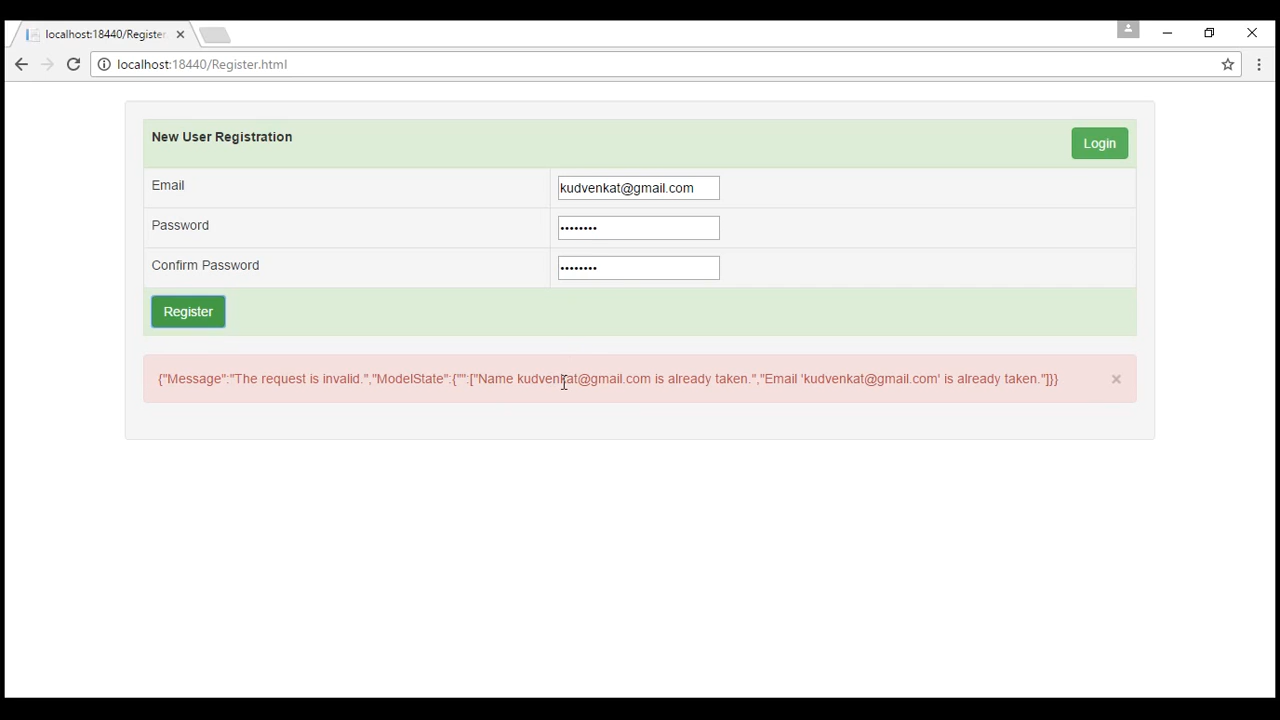 localhost:18440/Register
localhost:18440/Register.html
New User Registration
Login
Email
kudvenkat@gmail.com
Password
••••••••
Confirm Password
••••••••
Register
{"Message":"The request is invalid.","ModelState":{"":["Name kudvenkat@gmail.com is already taken.","Email 'kudvenkat@gmail.com' is already taken."]}}
×